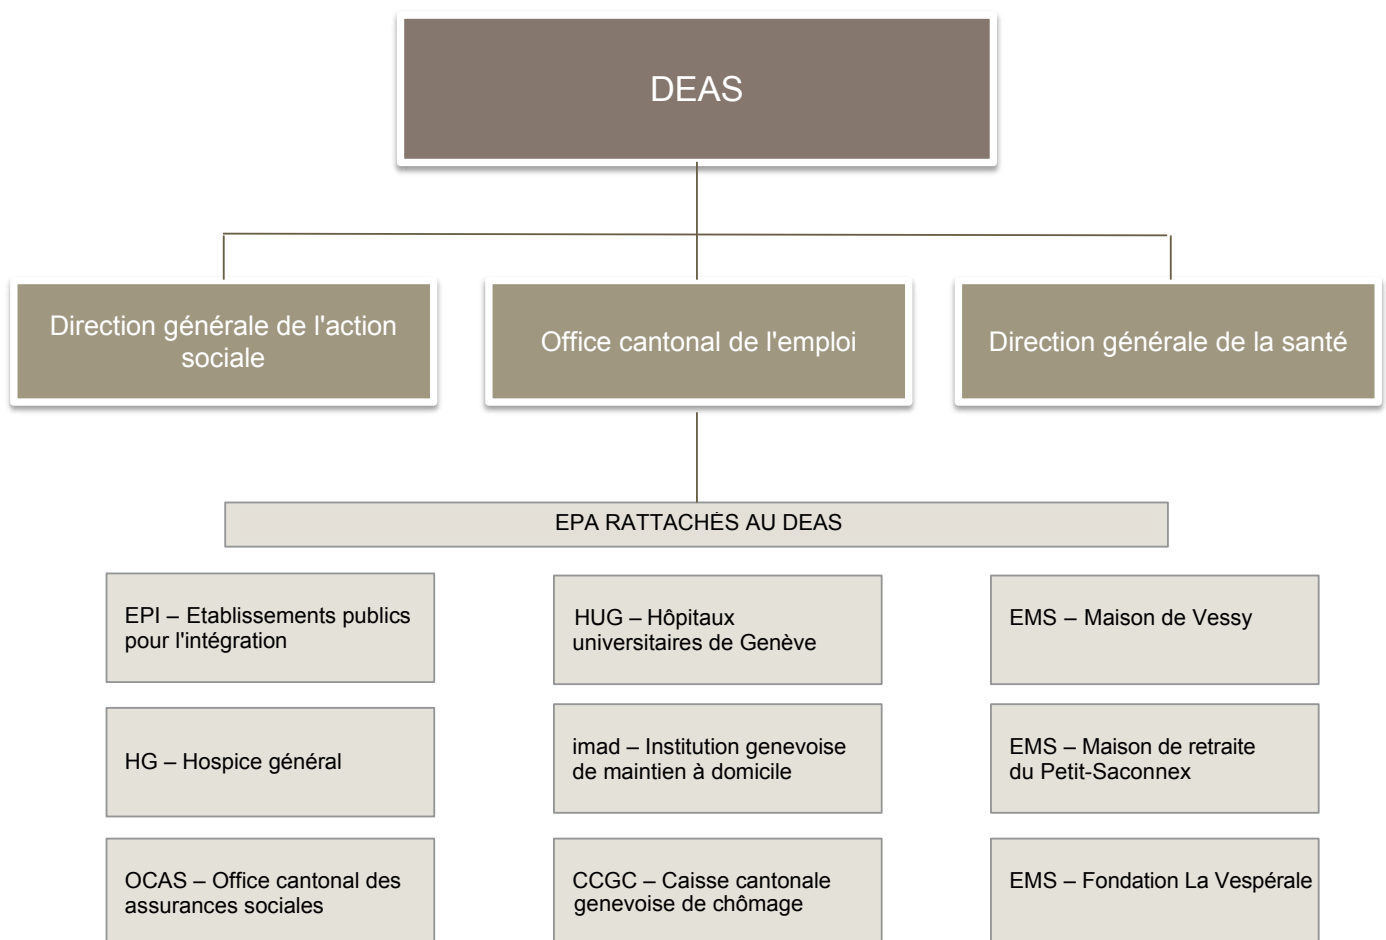 DEAS
Direction générale de l'action
sociale
Office cantonal de l'emploi
Direction générale de la santé
EPA RATTACHÉS AU DEAS
EPI – Etablissements publics
pour l'intégration
HUG – Hôpitaux
universitaires de Genève
EMS – Maison de Vessy
HG – Hospice général
imad – Institution genevoise
de maintien à domicile
EMS – Maison de retraite
du Petit-Saconnex
OCAS – Office cantonal des
assurances sociales
CCGC – Caisse cantonale
genevoise de chômage
EMS – Fondation La Vespérale